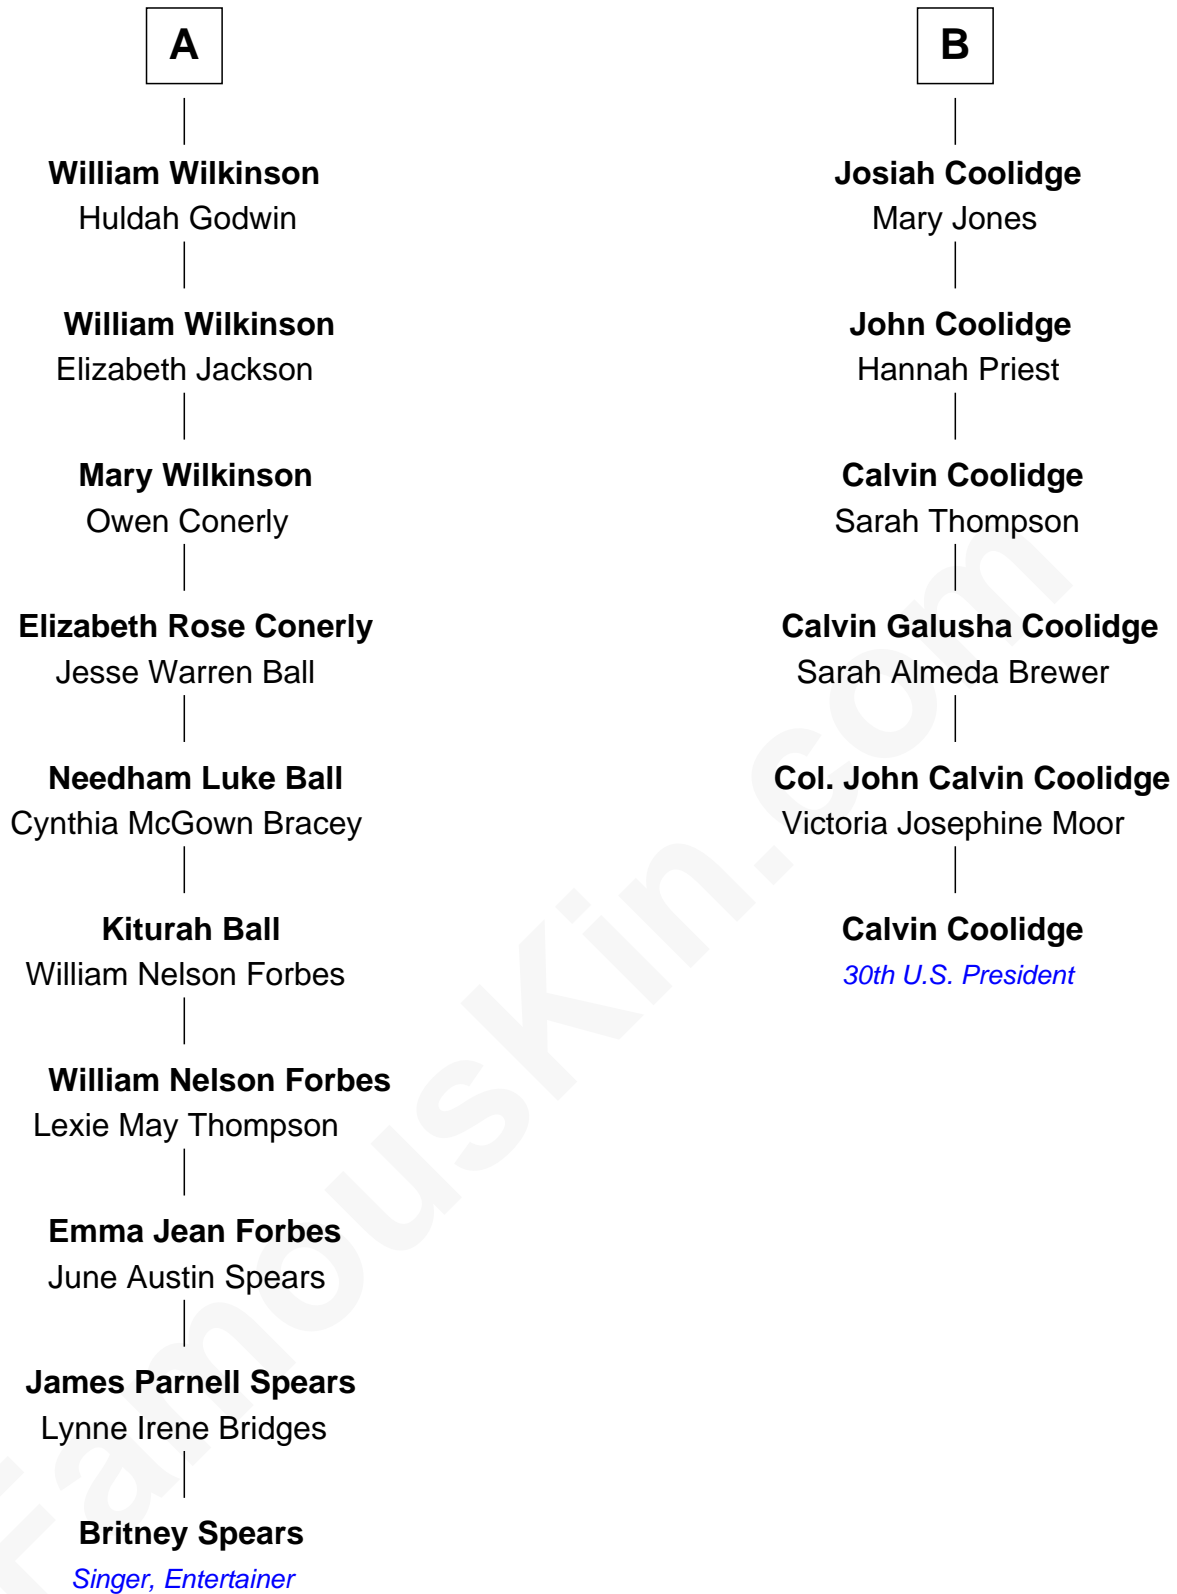 A
William Wilkinson
Huldah Godwin
William Wilkinson
Elizabeth Jackson
Mary Wilkinson
Owen Conerly
Elizabeth Rose Conerly
Jesse Warren Ball
Needham Luke Ball
Cynthia McGown Bracey
Kiturah Ball
William Nelson Forbes
William Nelson Forbes
Lexie May Thompson
Emma Jean Forbes
June Austin Spears
James Parnell Spears
Lynne Irene Bridges
Britney Spears
Singer, Entertainer
B
Josiah Coolidge
Mary Jones
John Coolidge
Hannah Priest
Calvin Coolidge
Sarah Thompson
Calvin Galusha Coolidge
Sarah Almeda Brewer
Col. John Calvin Coolidge
Victoria Josephine Moor
Calvin Coolidge
30th U.S. President
FamousKin.com